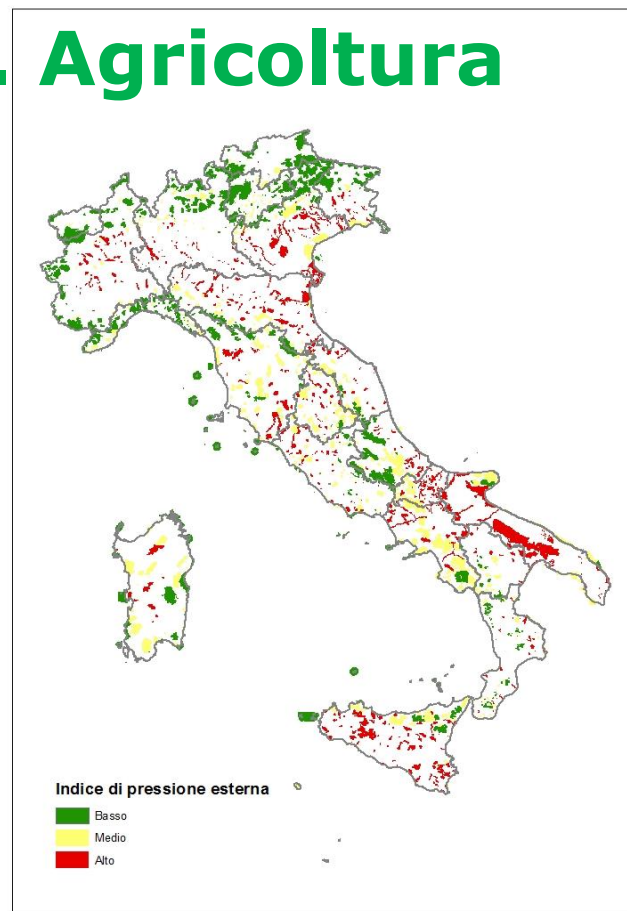 . Agricoltura
Indice di pressione esterna
Basso
Medio
Alto